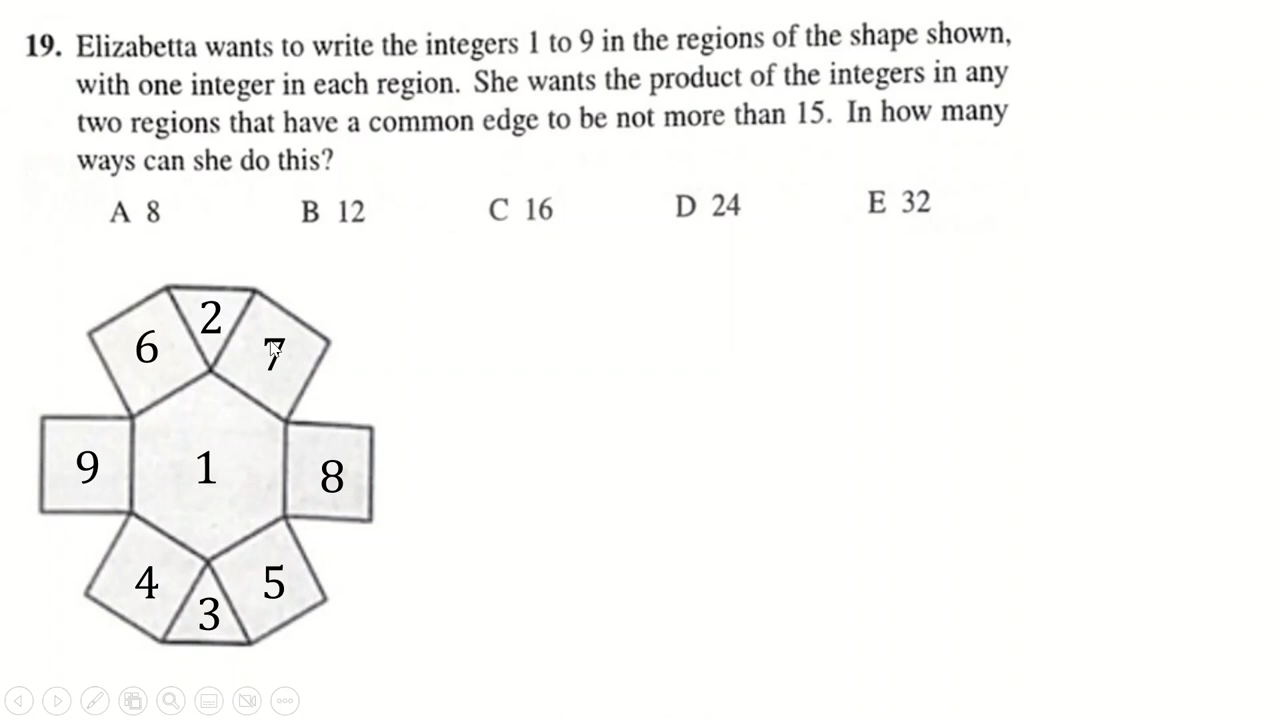 19. Elizabetta wants to write the integers 1 to 9 in the regions of the shape shown,
with one integer in each region. She wants the product of the integers in any
two regions that have a common edge to be not more than 15. In how many
ways can she do this?
A 8 B 12 C 16 D 24 E 32
2
6 7
9 1 8
4 5
3